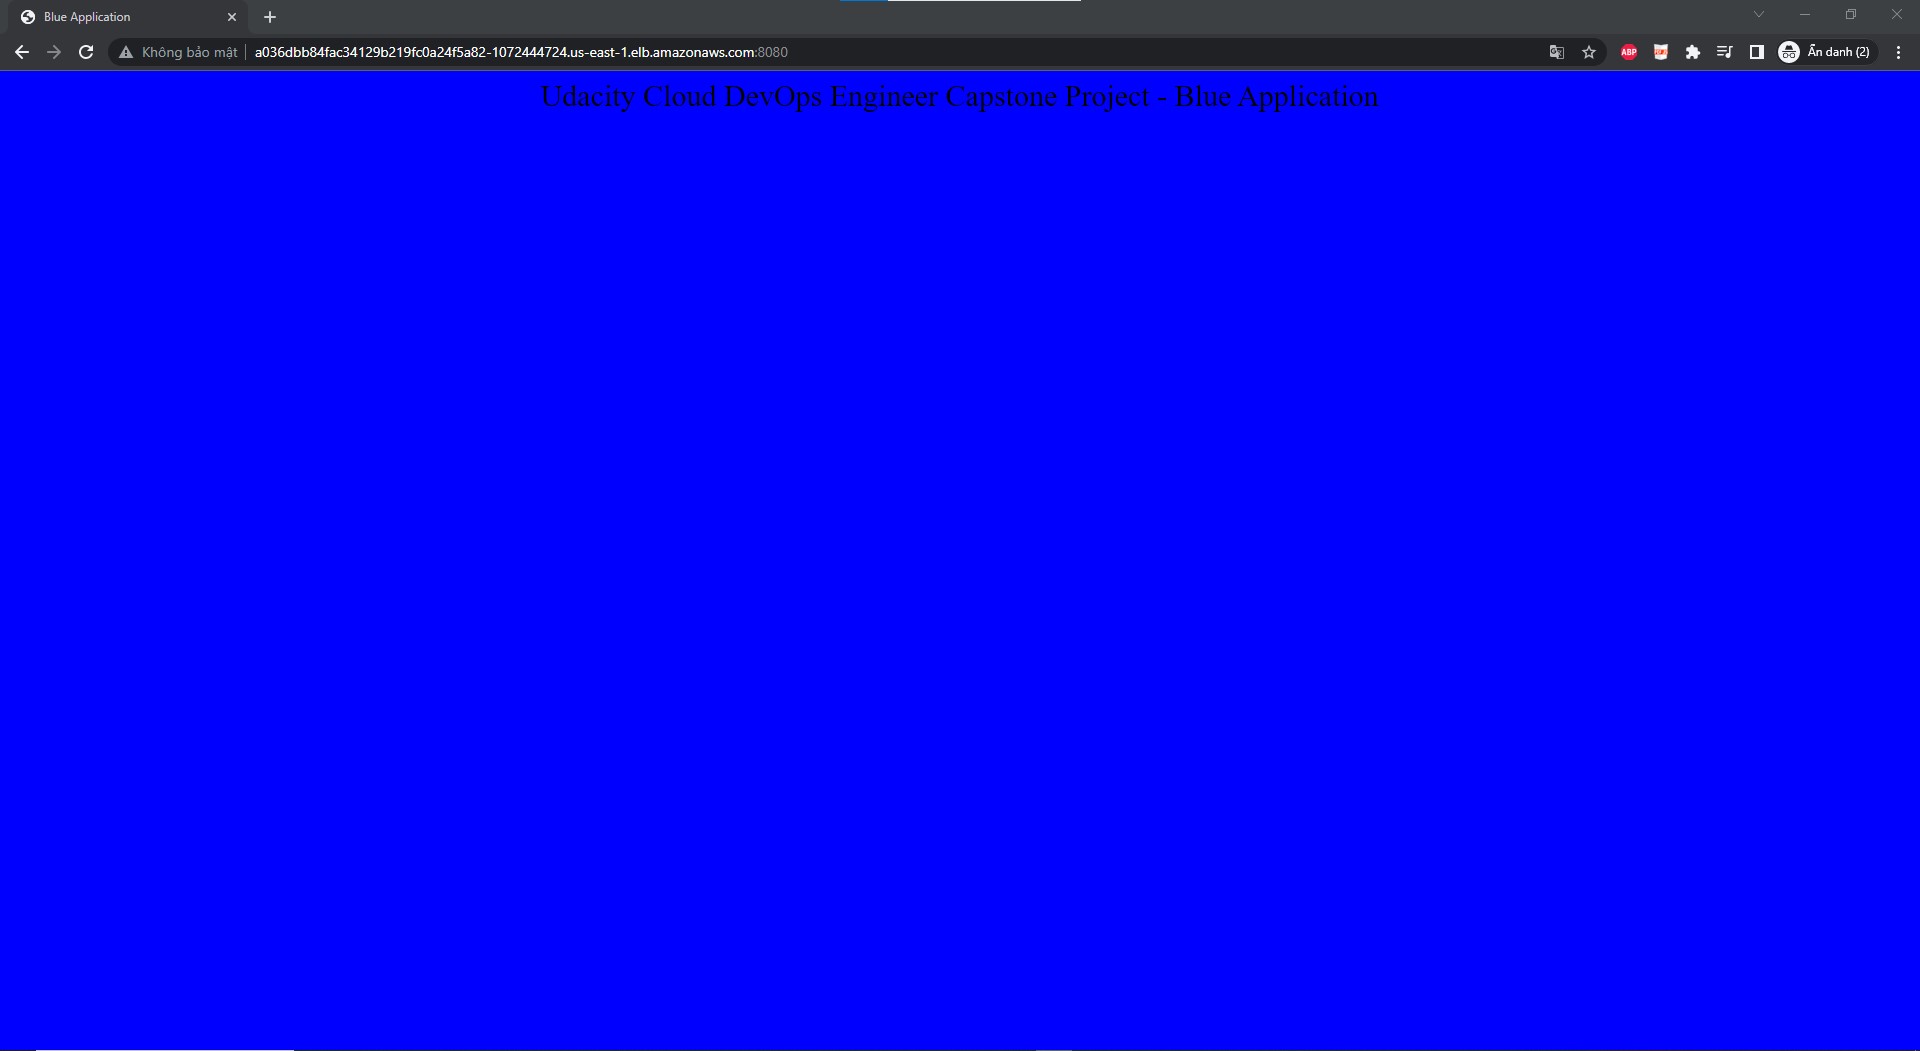 Blue Application
Không bảo mật a036dbb84fac34129b219fc0a24f5a82-1072444724.us-east-1.elb.amazonaws.com:8080
ABP
Ẩn danh (2)
Udacity Cloud DevOps Engineer Capstone Project - Blue Application